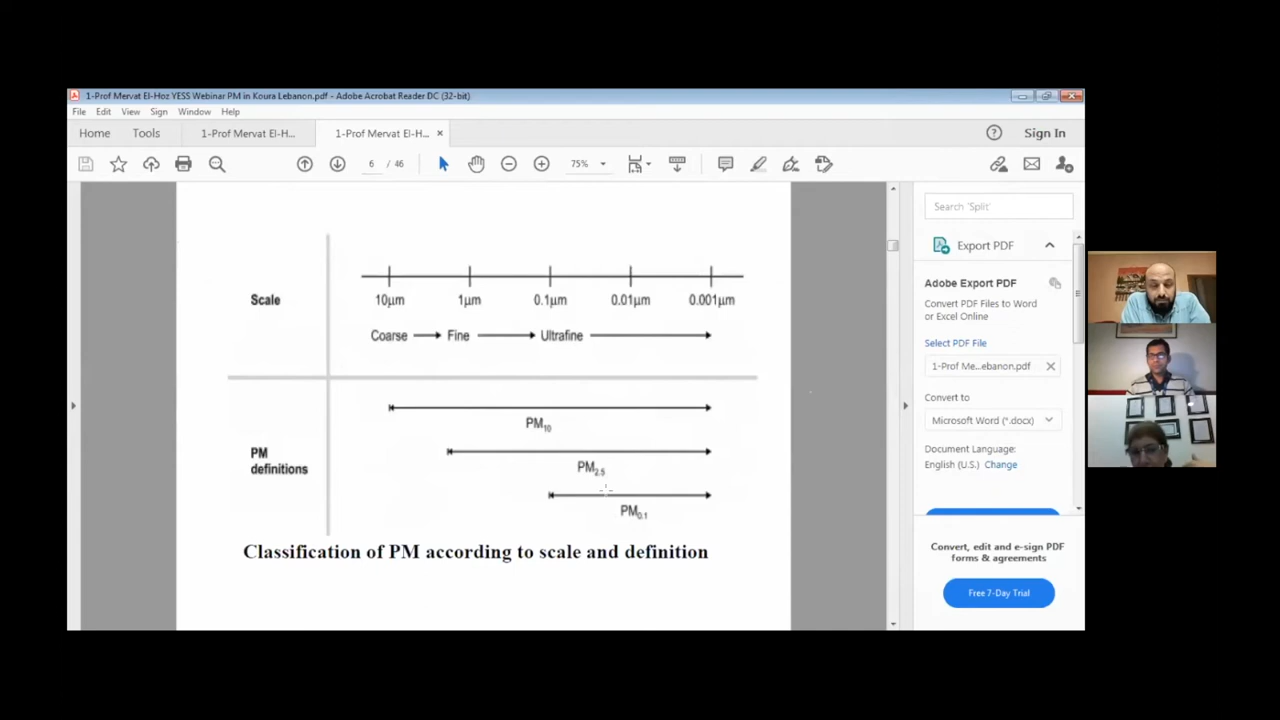 1-Prof Mervat El-Hoz YESS Webinar PM in Koura Lebanon.pdf - Adobe Acrobat Reader DC (32-bit)
File Edit View Sign Window Help
Home Tools 1-Prof Mervat El-H... 1-Prof Mervat El-H... × Sign In
6 / 46 75%
Search 'Split'
Export PDF
Adobe Export PDF
Convert PDF Files to Word
or Excel Online
Select PDF File
1-Prof Me...ebanon.pdf
Convert to
Microsoft Word (*.docx)
Document Language:
English (U.S.) Change
Convert, edit and e-sign PDF
forms & agreements
Free 7-Day Trial
Scale
10μm 1μm 0.1μm 0.01μm 0.001μm
Coarse Fine Ultrafine
PM
definitions
PM10
PM2.5
PM0.1
Classification of PM according to scale and definition